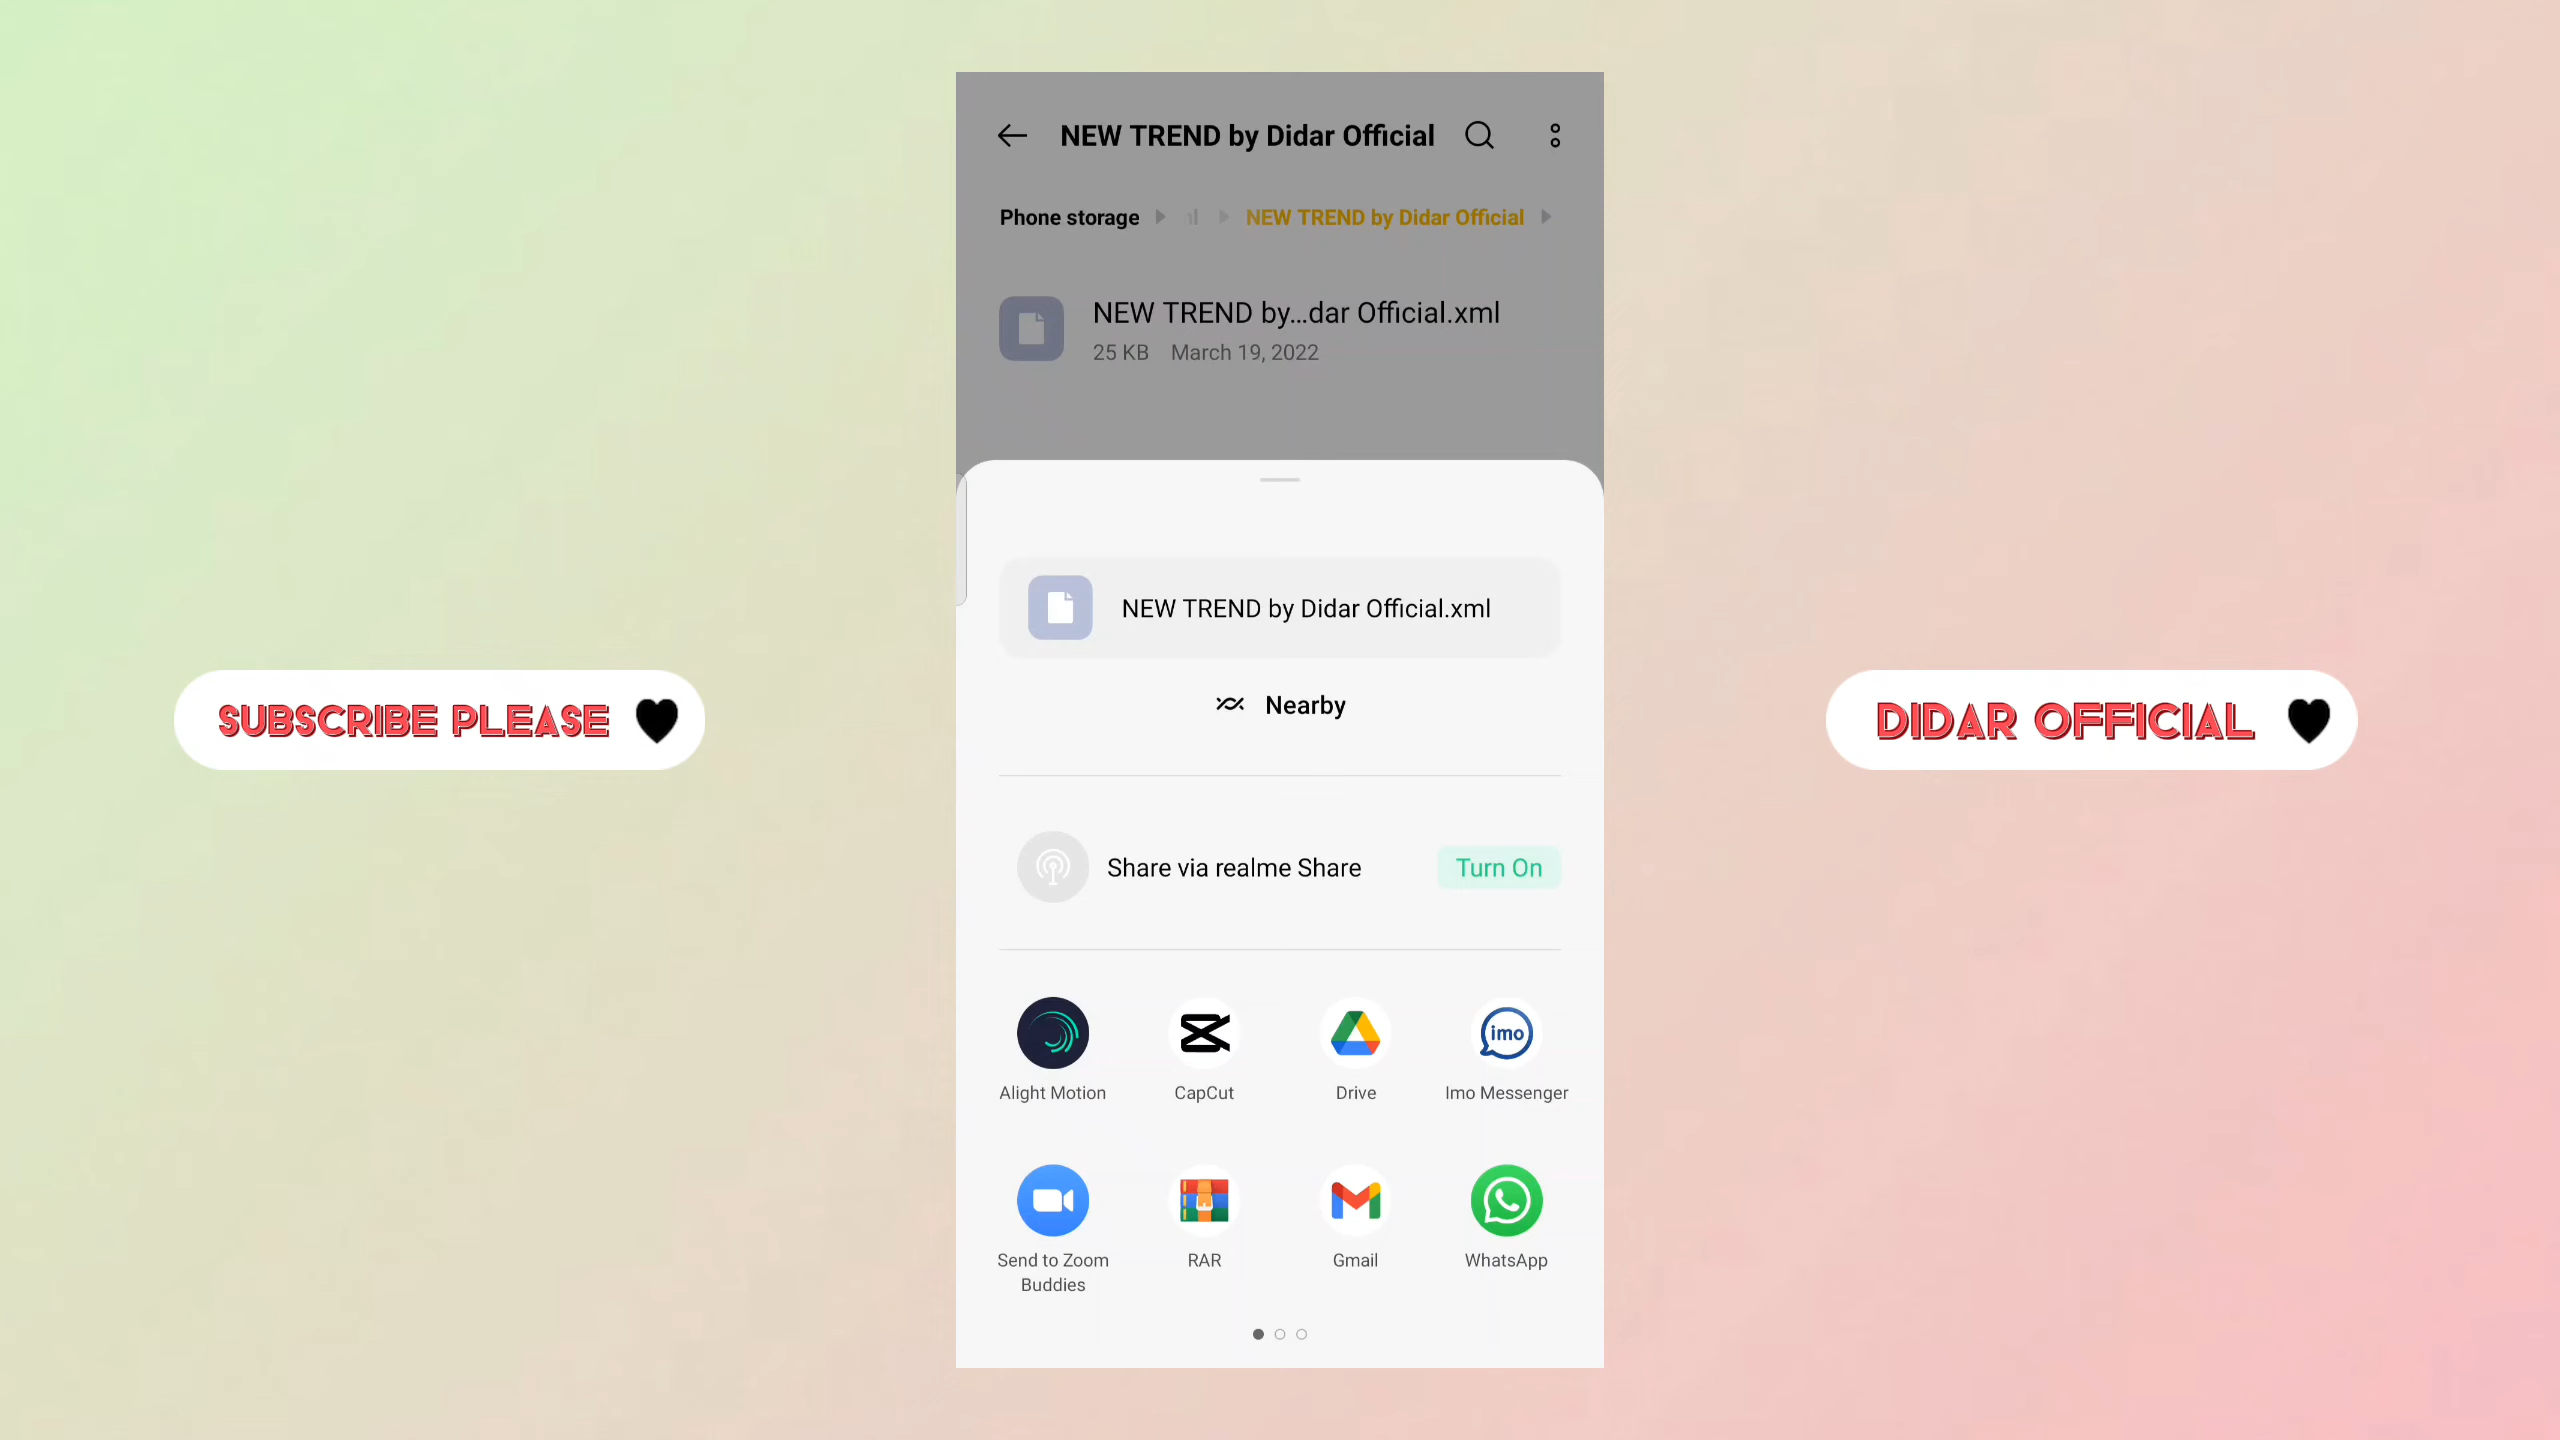 NEW TREND by Didar Official
Phone storage
NEW TREND by Didar Official
NEW TREND by...dar Official.xml
25 KB March 19, 2022
NEW TREND by Didar Official.xml
Nearby
SUBSCRIBE PLEASE
DIDAR OFFICIAL
Share via realme Share
Turn On
imo
Alight Motion
CapCut
Drive
Imo Messenger
Send to Zoom
Buddies
RAR
Gmail
WhatsApp